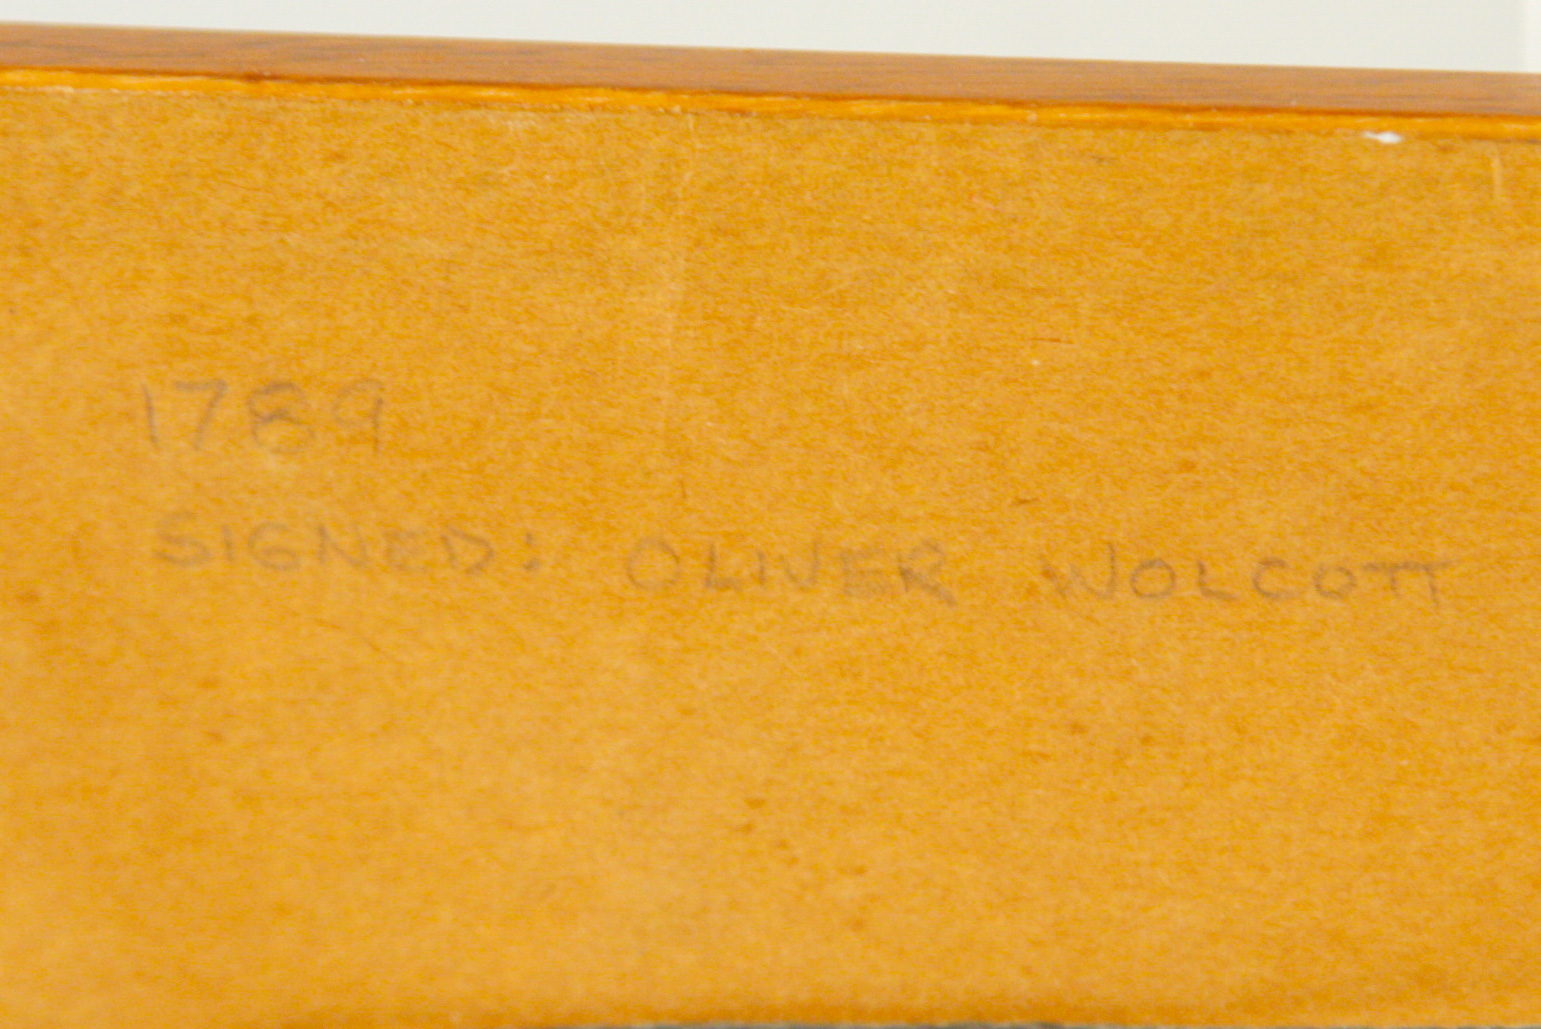 1789
SIGNED: OLIVER WOLCOTT